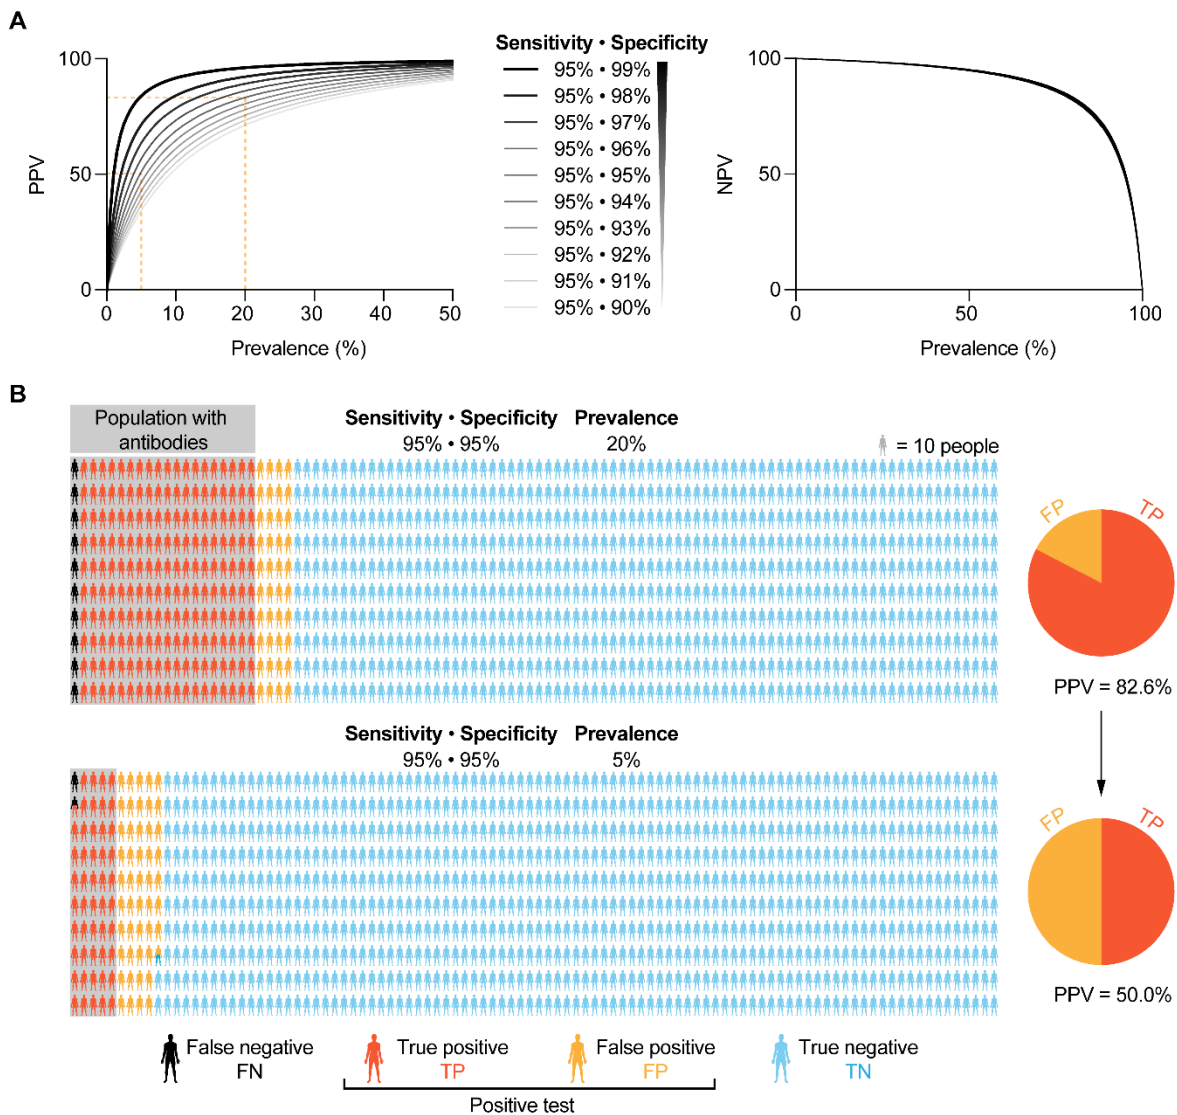 A
Sensitivity • Specificity
100
50
0
PPV
0 10 20 30 40 50
Prevalence (%)
95% • 99%
95% • 98%
95% • 97%
95% • 96%
95% • 95%
95% • 94%
95% • 93%
95% • 92%
95% • 91%
95% • 90%
100
50
0
NPV
0 50 100
Prevalence (%)
B
Population with
antibodies
Sensitivity • Specificity Prevalence
95% • 95% 20%
= 10 people
FP TP
PPV = 82.6%
Sensitivity • Specificity Prevalence
95% • 95% 5%
FP TP
PPV = 50.0%
False negative
FN
True positive
TP
False positive
FP
True negative
TN
Positive test